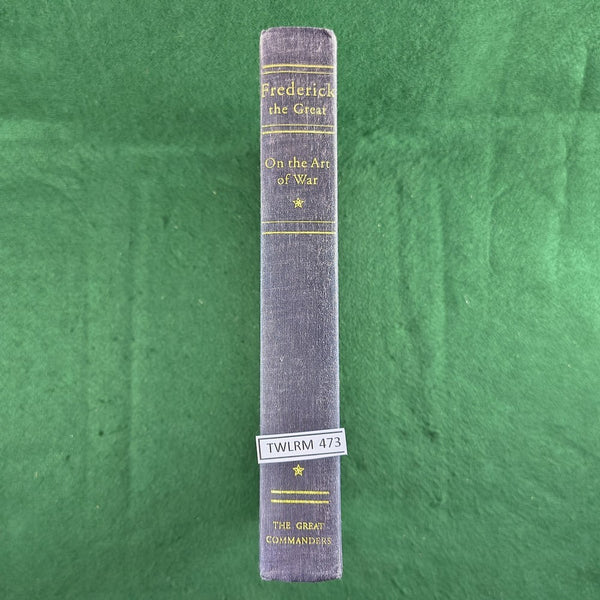 Frederick
the Great
On the Art
of War
TWLRM 473
THE GREAT
COMMANDERS